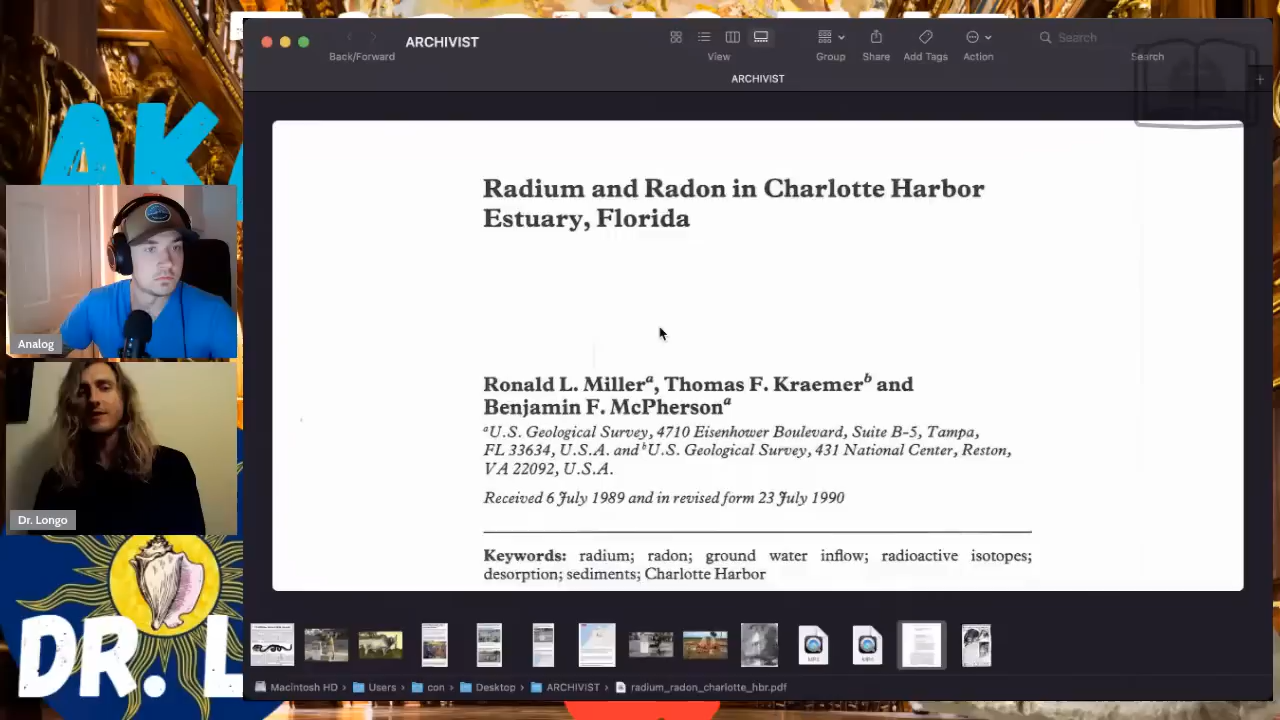 ARCHIVIST
Back/Forward
View
Group
Share
Add Tags
Action
Search
Search
ARCHIVIST
AKA
Radium and Radon in Charlotte Harbor
Estuary, Florida
Ronald L. Millerᵃ, Thomas F. Kraemerᵇ and
Benjamin F. McPhersonᵃ
ᵃU.S. Geological Survey, 4710 Eisenhower Boulevard, Suite B-5, Tampa,
FL 33634, U.S.A. and ᵇU.S. Geological Survey, 431 National Center, Reston,
VA 22092, U.S.A.
Received 6 July 1989 and in revised form 23 July 1990
Keywords: radium; radon; ground water inflow; radioactive isotopes;
desorption; sediments; Charlotte Harbor
Analog
Dr. Longo
DR. L
Macintosh HD › Users › con › Desktop › ARCHIVIST › radium_radon_charlotte_hbr.pdf